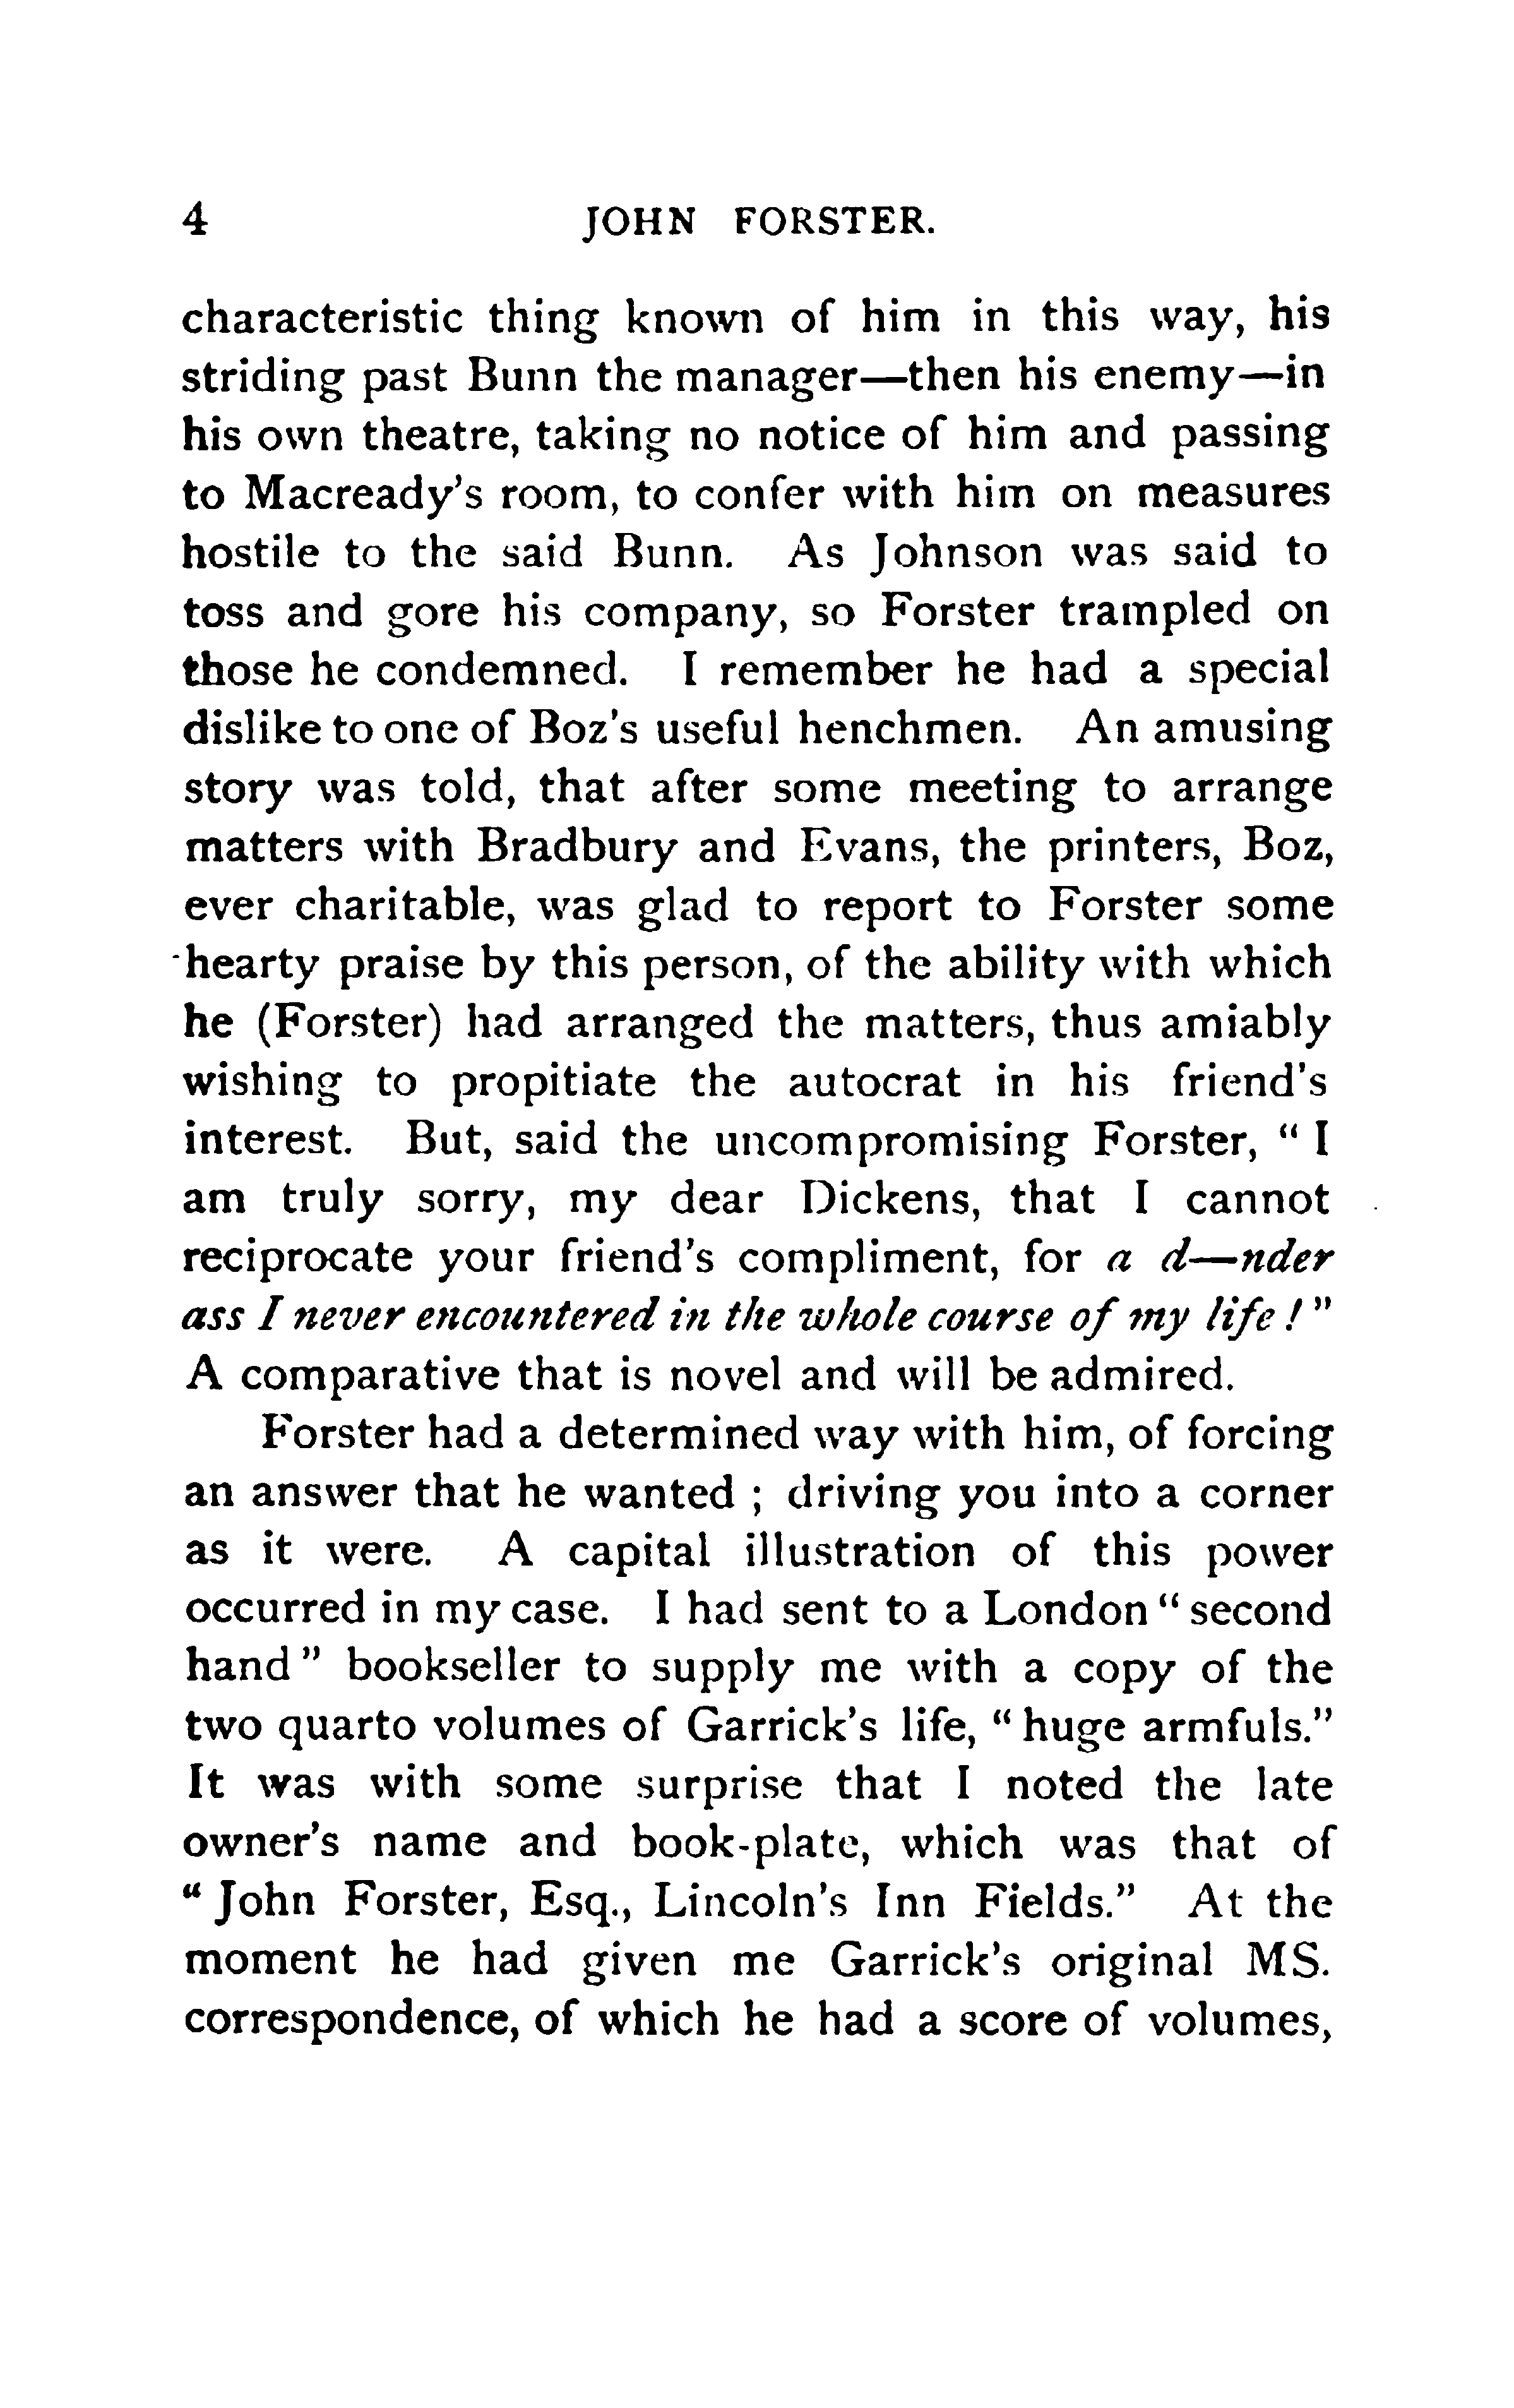 4 JOHN FORSTER.
characteristic thing known of him in this way, his
striding past Bunn the manager—then his enemy—in
his own theatre, taking no notice of him and passing
to Macready's room, to confer with him on measures
hostile to the said Bunn. As Johnson was said to
toss and gore his company, so Forster trampled on
those he condemned. I remember he had a special
dislike to one of Boz's useful henchmen. An amusing
story was told, that after some meeting to arrange
matters with Bradbury and Evans, the printers, Boz,
ever charitable, was glad to report to Forster some
hearty praise by this person, of the ability with which
he (Forster) had arranged the matters, thus amiably
wishing to propitiate the autocrat in his friend's
interest. But, said the uncompromising Forster, "I
am truly sorry, my dear Dickens, that I cannot
reciprocate your friend's compliment, for a d—nder
ass I never encountered in the whole course of my life!"
A comparative that is novel and will be admired.
Forster had a determined way with him, of forcing
an answer that he wanted; driving you into a corner
as it were. A capital illustration of this power
occurred in my case. I had sent to a London "second
hand" bookseller to supply me with a copy of the
two quarto volumes of Garrick's life, "huge armfuls."
It was with some surprise that I noted the late
owner's name and book-plate, which was that of
"John Forster, Esq., Lincoln's Inn Fields." At the
moment he had given me Garrick's original MS.
correspondence, of which he had a score of volumes,